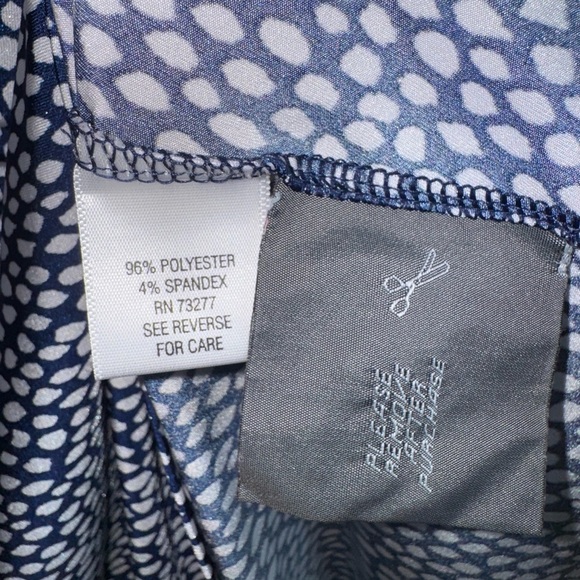 96% POLYESTER
4% SPANDEX
RN 73277
SEE REVERSE
FOR CARE
PLEASE
REMOVE
AFTER
PURCHASE